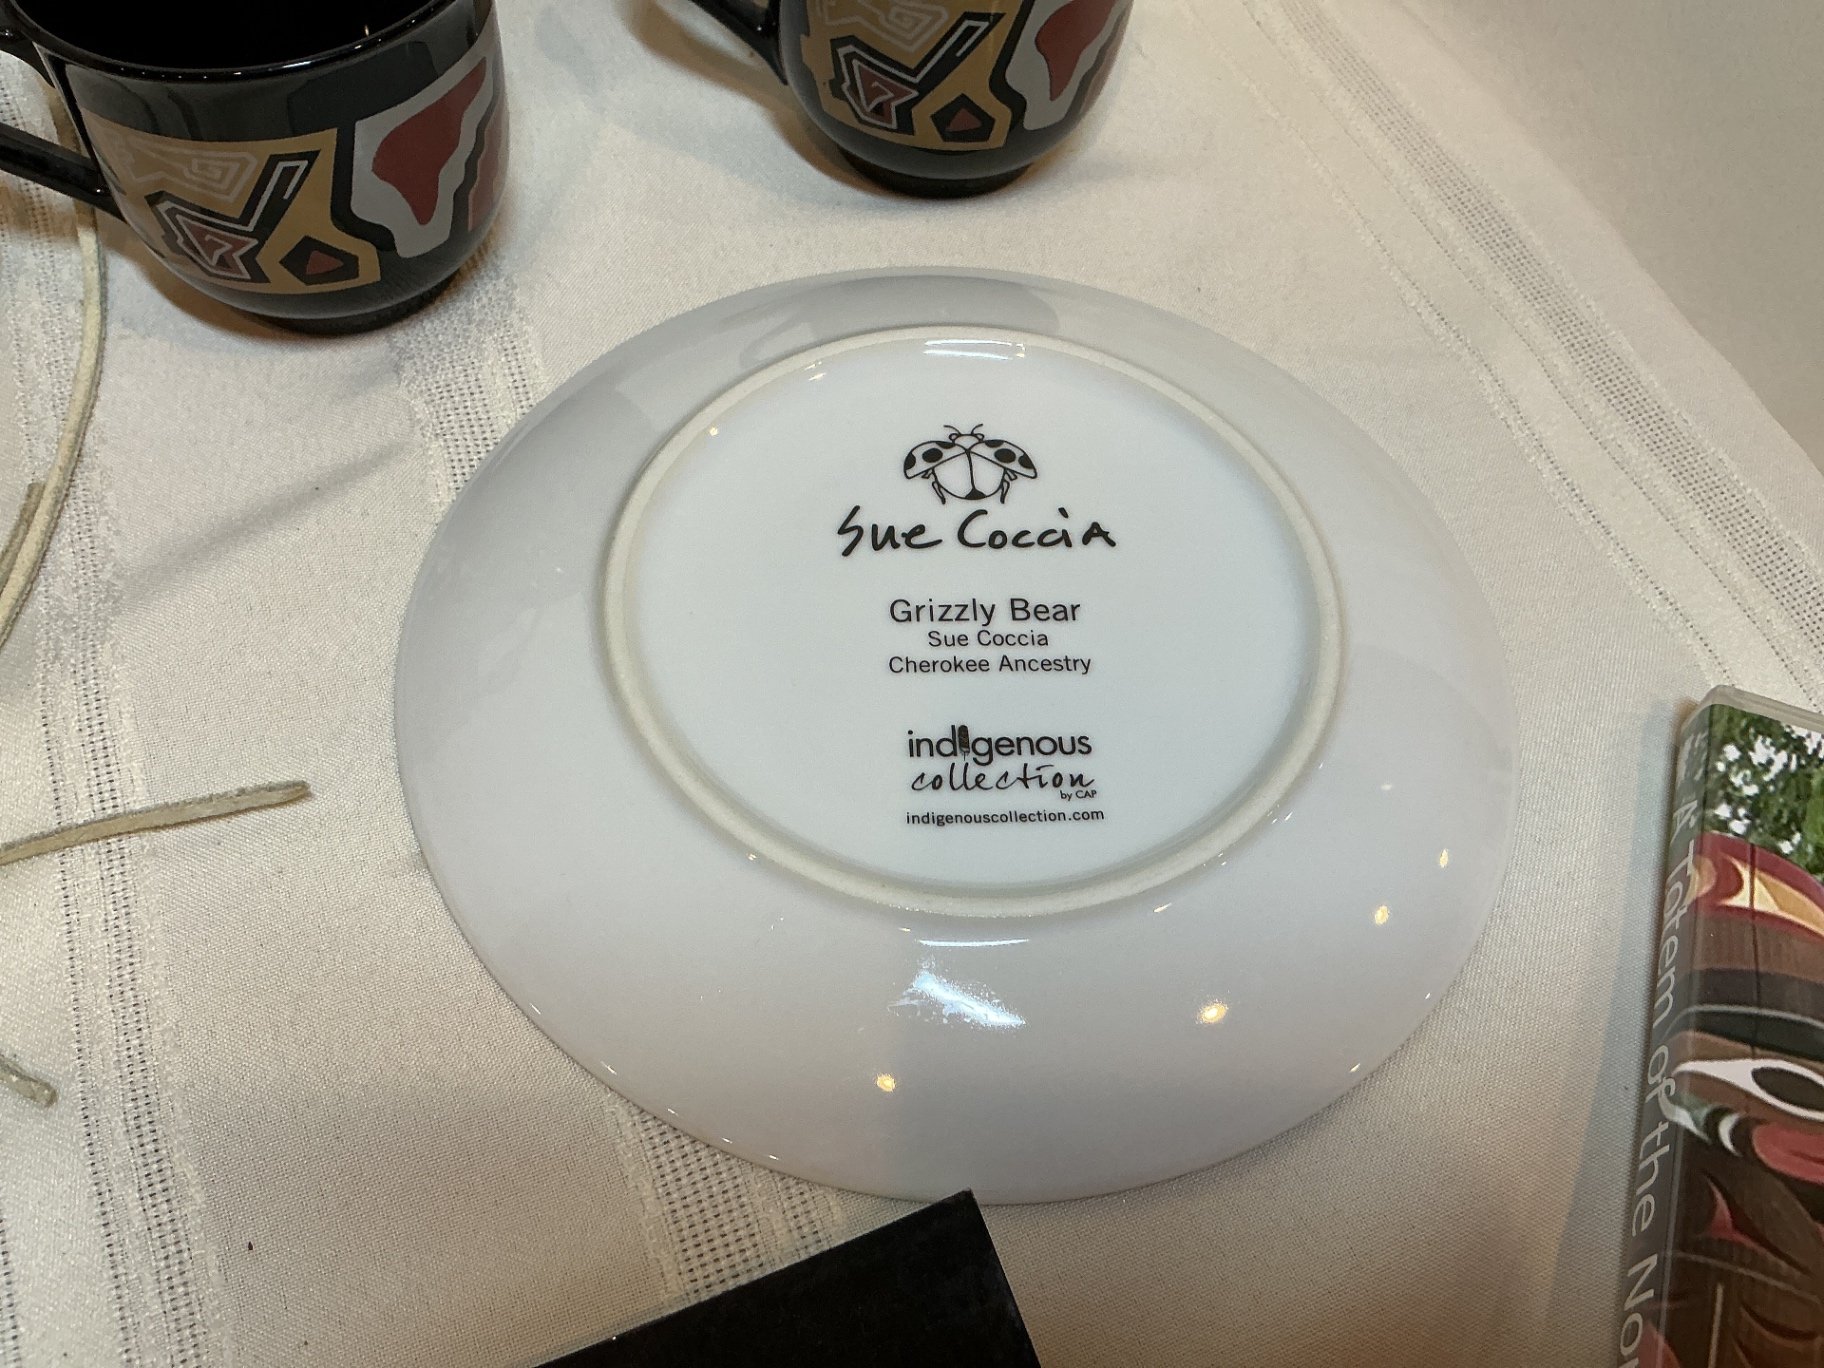 Sue Coccia
Grizzly Bear
Sue Coccia
Cherokee Ancestry
indigenous
collection
by CAP
indigenouscollection.com
A Totem of the No